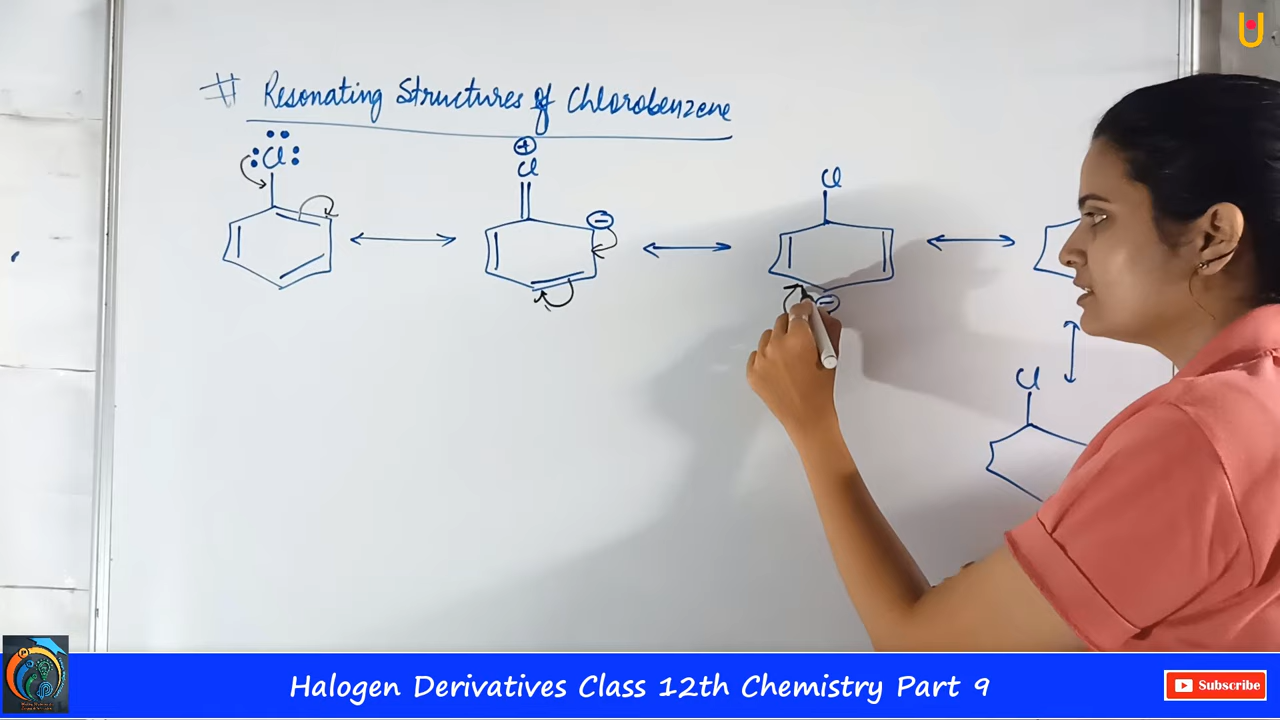 # Resonating Structures of Chlorobenzene
:Cl:
+
Cl
−
Cl
−
Cl
Halogen Derivatives Class 12th Chemistry Part 9
Subscribe